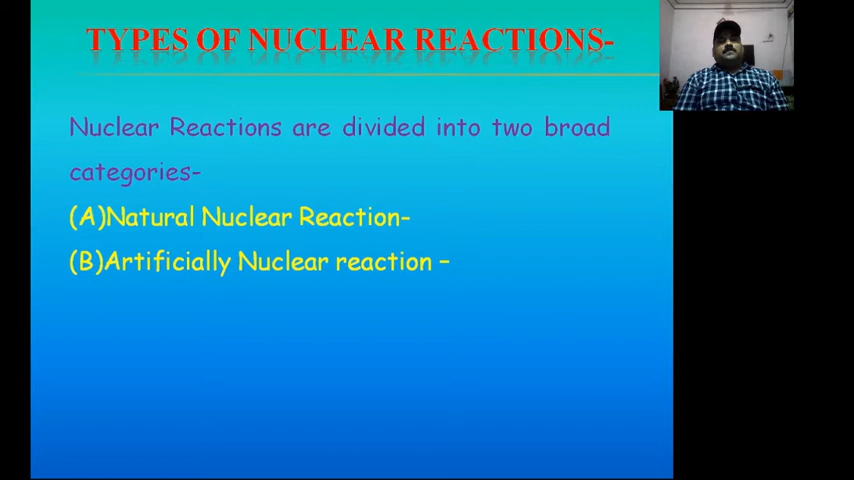 TYPES OF NUCLEAR REACTIONS-
Nuclear Reactions are divided into two broad
categories-
(A)Natural Nuclear Reaction-
(B)Artificially Nuclear reaction –